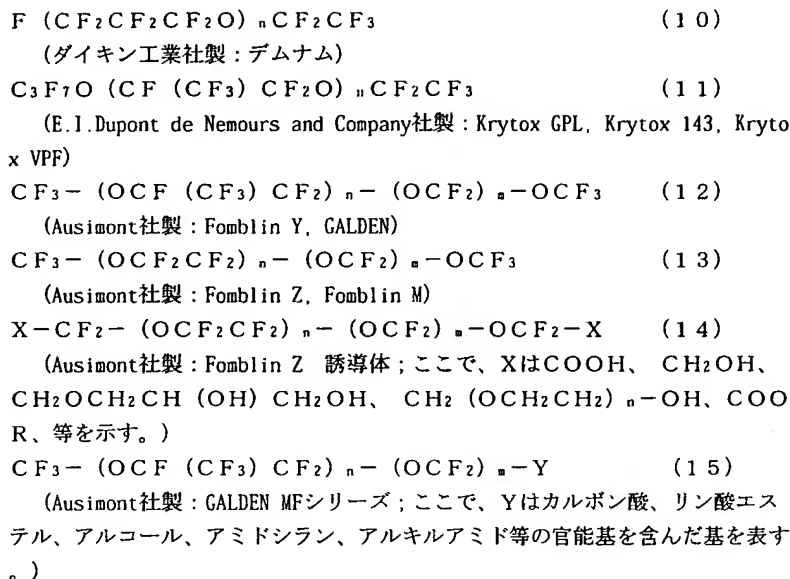 F (CF₂CF₂CF₂O) ₙCF₂CF₃ (10)
(ダイキン工業社製:デムナム)
C₃F₇O (CF (CF₃) CF₂O) ₙCF₂CF₃ (11)
(E.I.Dupont de Nemours and Company社製:Krytox GPL, Krytox 143, Kryto
x VPF)
CF₃− (OCF (CF₃) CF₂) ₙ− (OCF₂) ₘ−OCF₃ (12)
(Ausimont社製:Fomblin Y, GALDEN)
CF₃− (OCF₂CF₂) ₙ− (OCF₂) ₘ−OCF₃ (13)
(Ausimont社製:Fomblin Z, Fomblin M)
X−CF₂− (OCF₂CF₂) ₙ− (OCF₂) ₘ−OCF₂−X (14)
(Ausimont社製:Fomblin Z 誘導体;ここで、XはCOOH、 CH₂OH、
CH₂OCH₂CH (OH) CH₂OH、 CH₂ (OCH₂CH₂) ₙ−OH、COO
R、等を示す。)
CF₃− (OCF (CF₃) CF₂) ₙ− (OCF₂) ₘ−Y (15)
(Ausimont社製:GALDEN MFシリーズ;ここで、Yはカルボン酸、リン酸エス
テル、アルコール、アミドシラン、アルキルアミド等の官能基を含んだ基を表す
。)